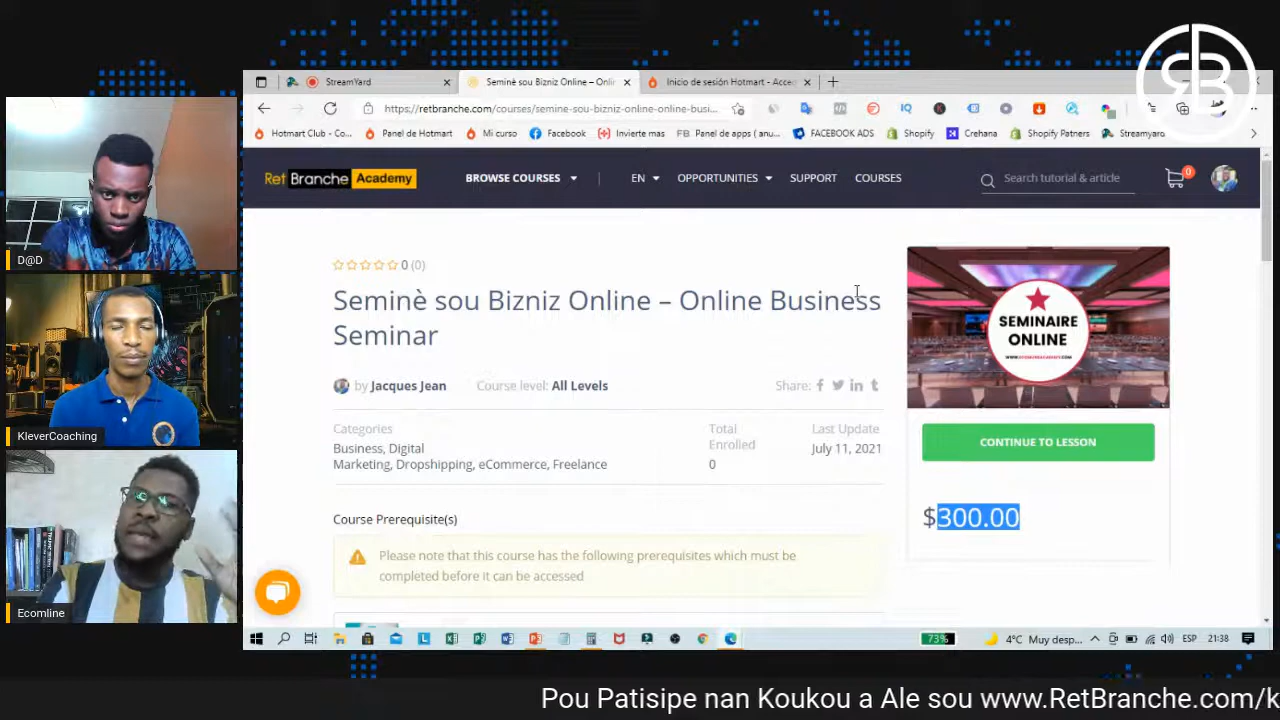 StreamYard
Seminè sou Bizniz Online – Onlin
Inicio de sesión Hotmart - Acce
https://retbranche.com/courses/semine-sou-bizniz-online-online-busi...
Hotmart Club - Co...
Panel de Hotmart
Mi curso
Facebook
Invierte mas
Panel de apps ( anu...
FACEBOOK ADS
Shopify
Crehana
Shopify Patners
Streamyard
Ret Branche Academy
BROWSE COURSES
EN
OPPORTUNITIES
SUPPORT
COURSES
Search tutorial & article
0
0 (0)
Seminè sou Bizniz Online – Online Business
Seminar
by Jacques Jean
Course level: All Levels
Share:
Categories
Business, Digital
Marketing, Dropshipping, eCommerce, Freelance
Total
Enrolled
0
Last Update
July 11, 2021
SEMINAIRE
ONLINE
CONTINUE TO LESSON
$300.00
Course Prerequisite(s)
Please note that this course has the following prerequisites which must be
completed before it can be accessed
D@D
KleverCoaching
Ecomline
73%
4°C Muy desp...
ESP
21:38
Pou Patisipe nan Koukou a Ale sou www.RetBranche.com/k